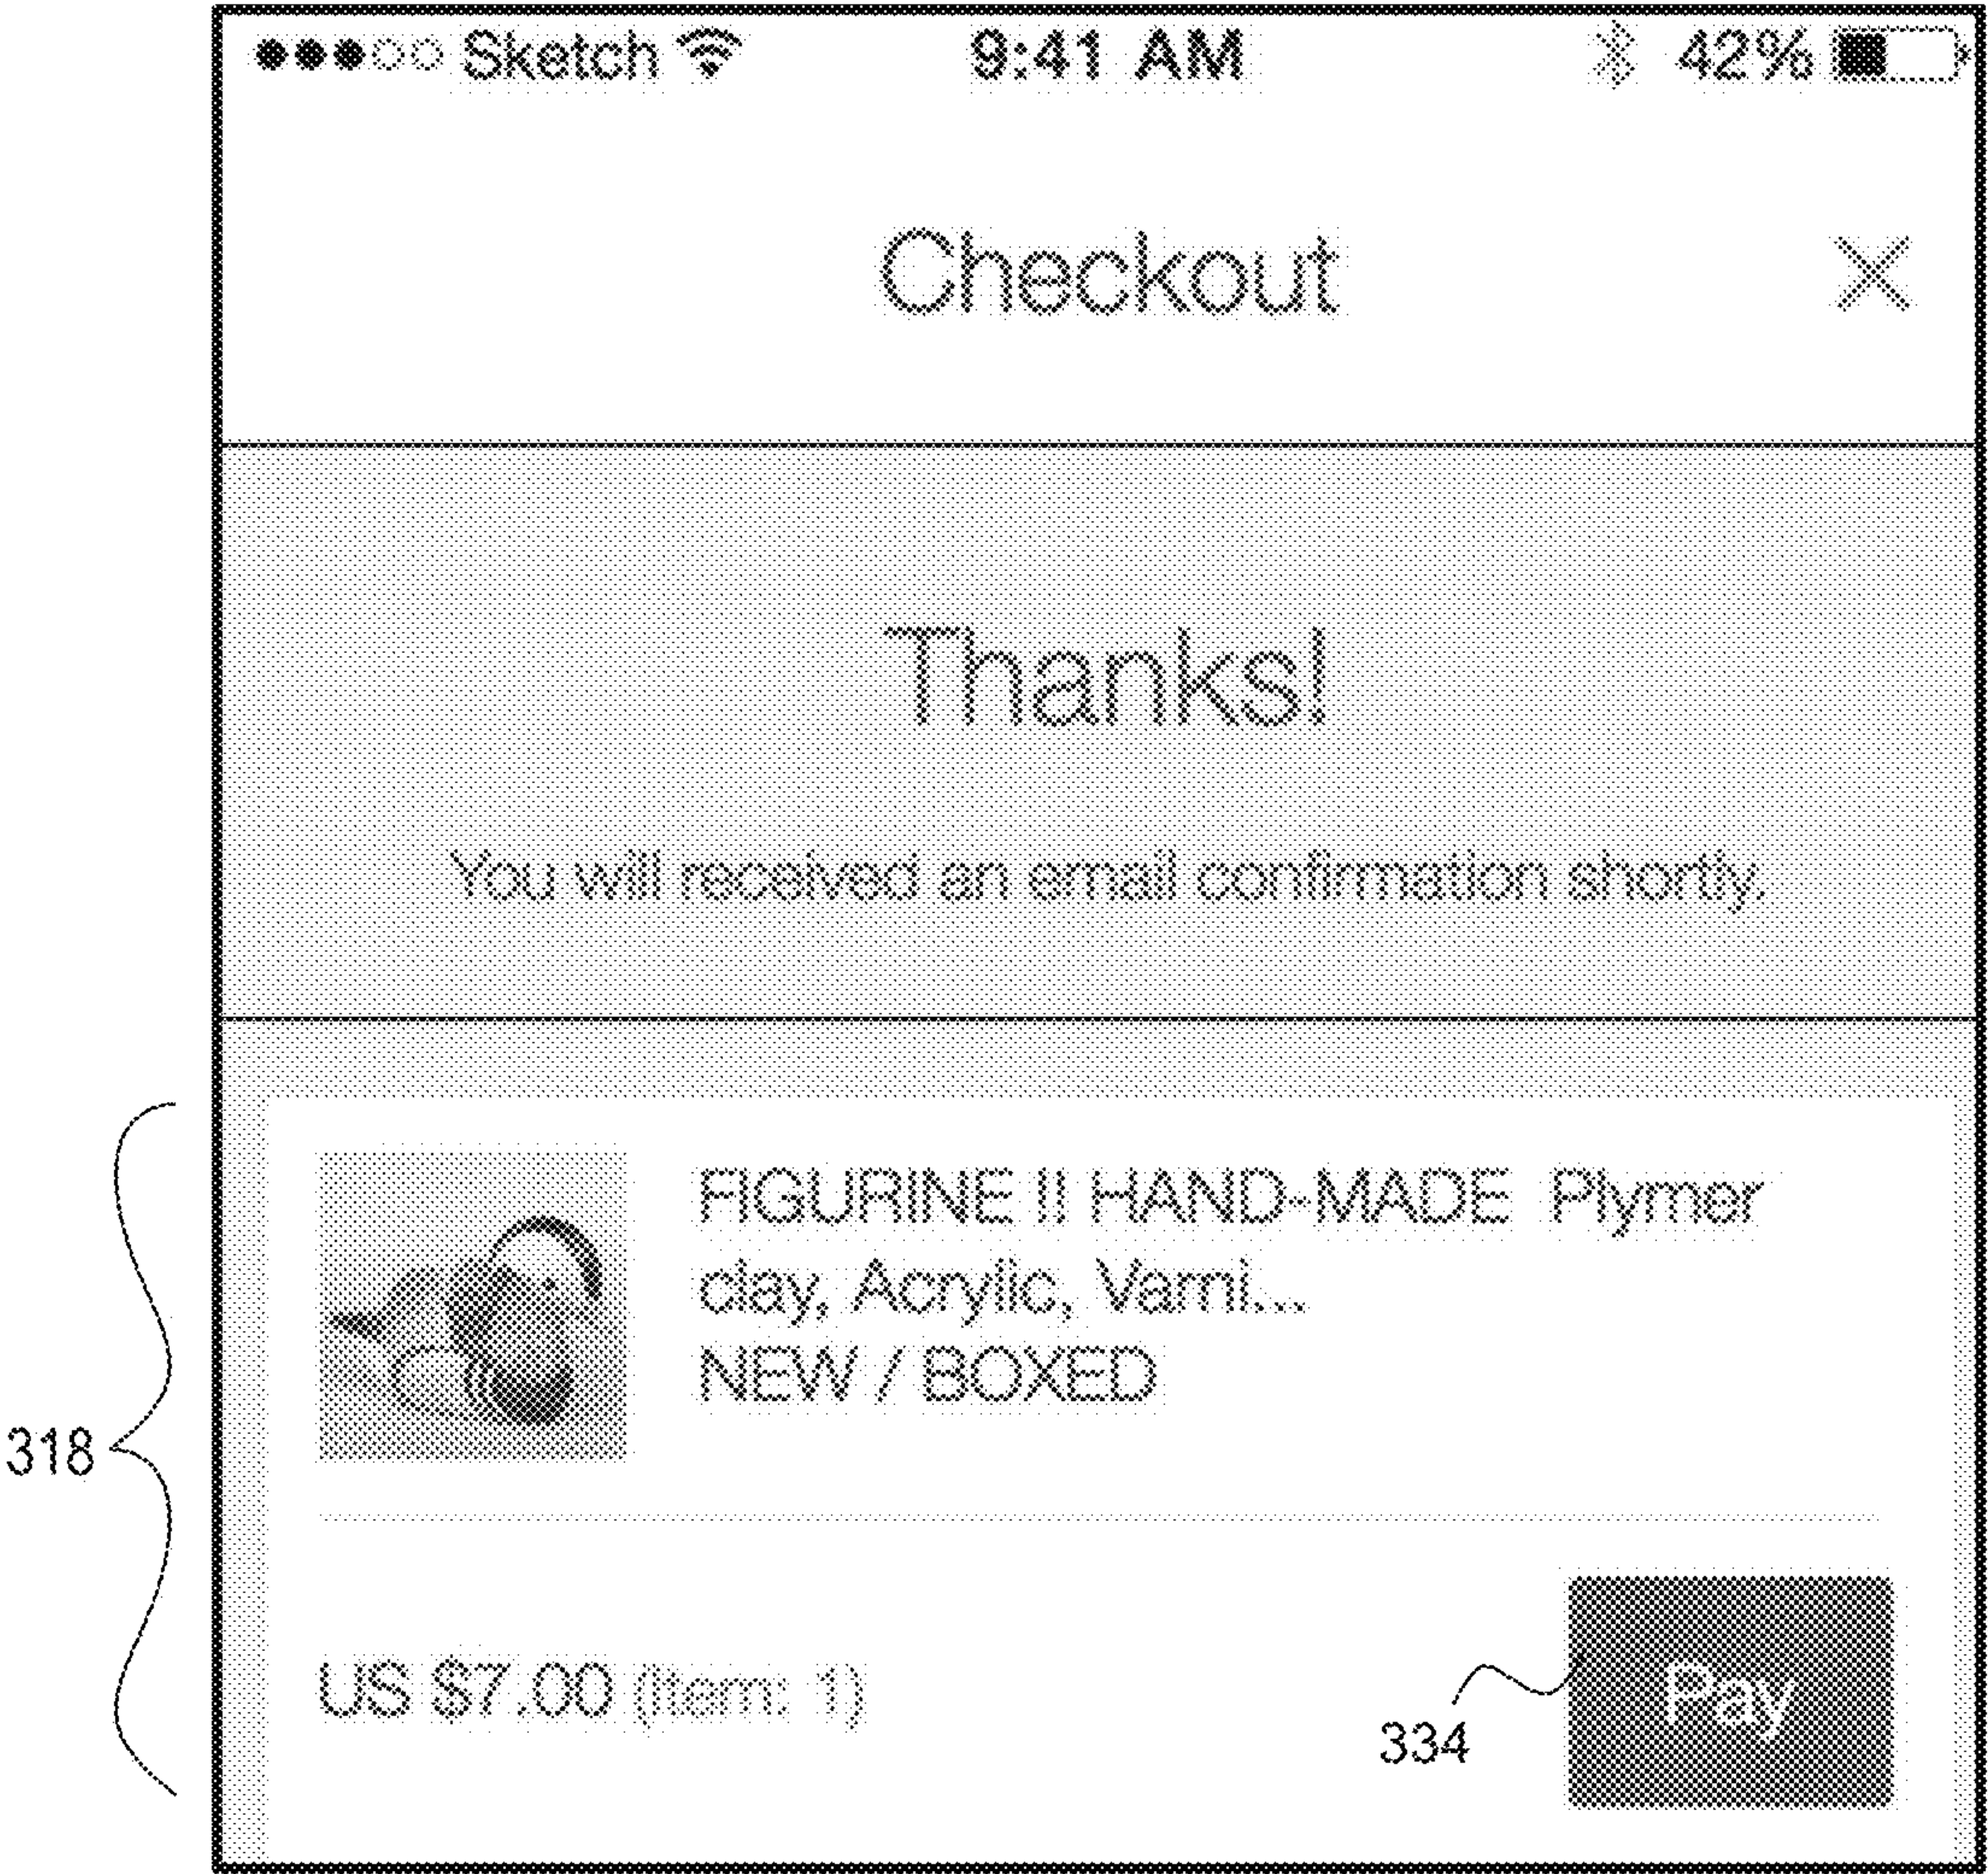 Sketch 9:41 AM 42%
Checkout
Thanks!
You will received an email confirmation shortly.
FIGURINE !! HAND-MADE Plymer
clay, Acrylic, Varni...
NEW / BOXED
318
US $7.00 (Item: 1)
Pay
334